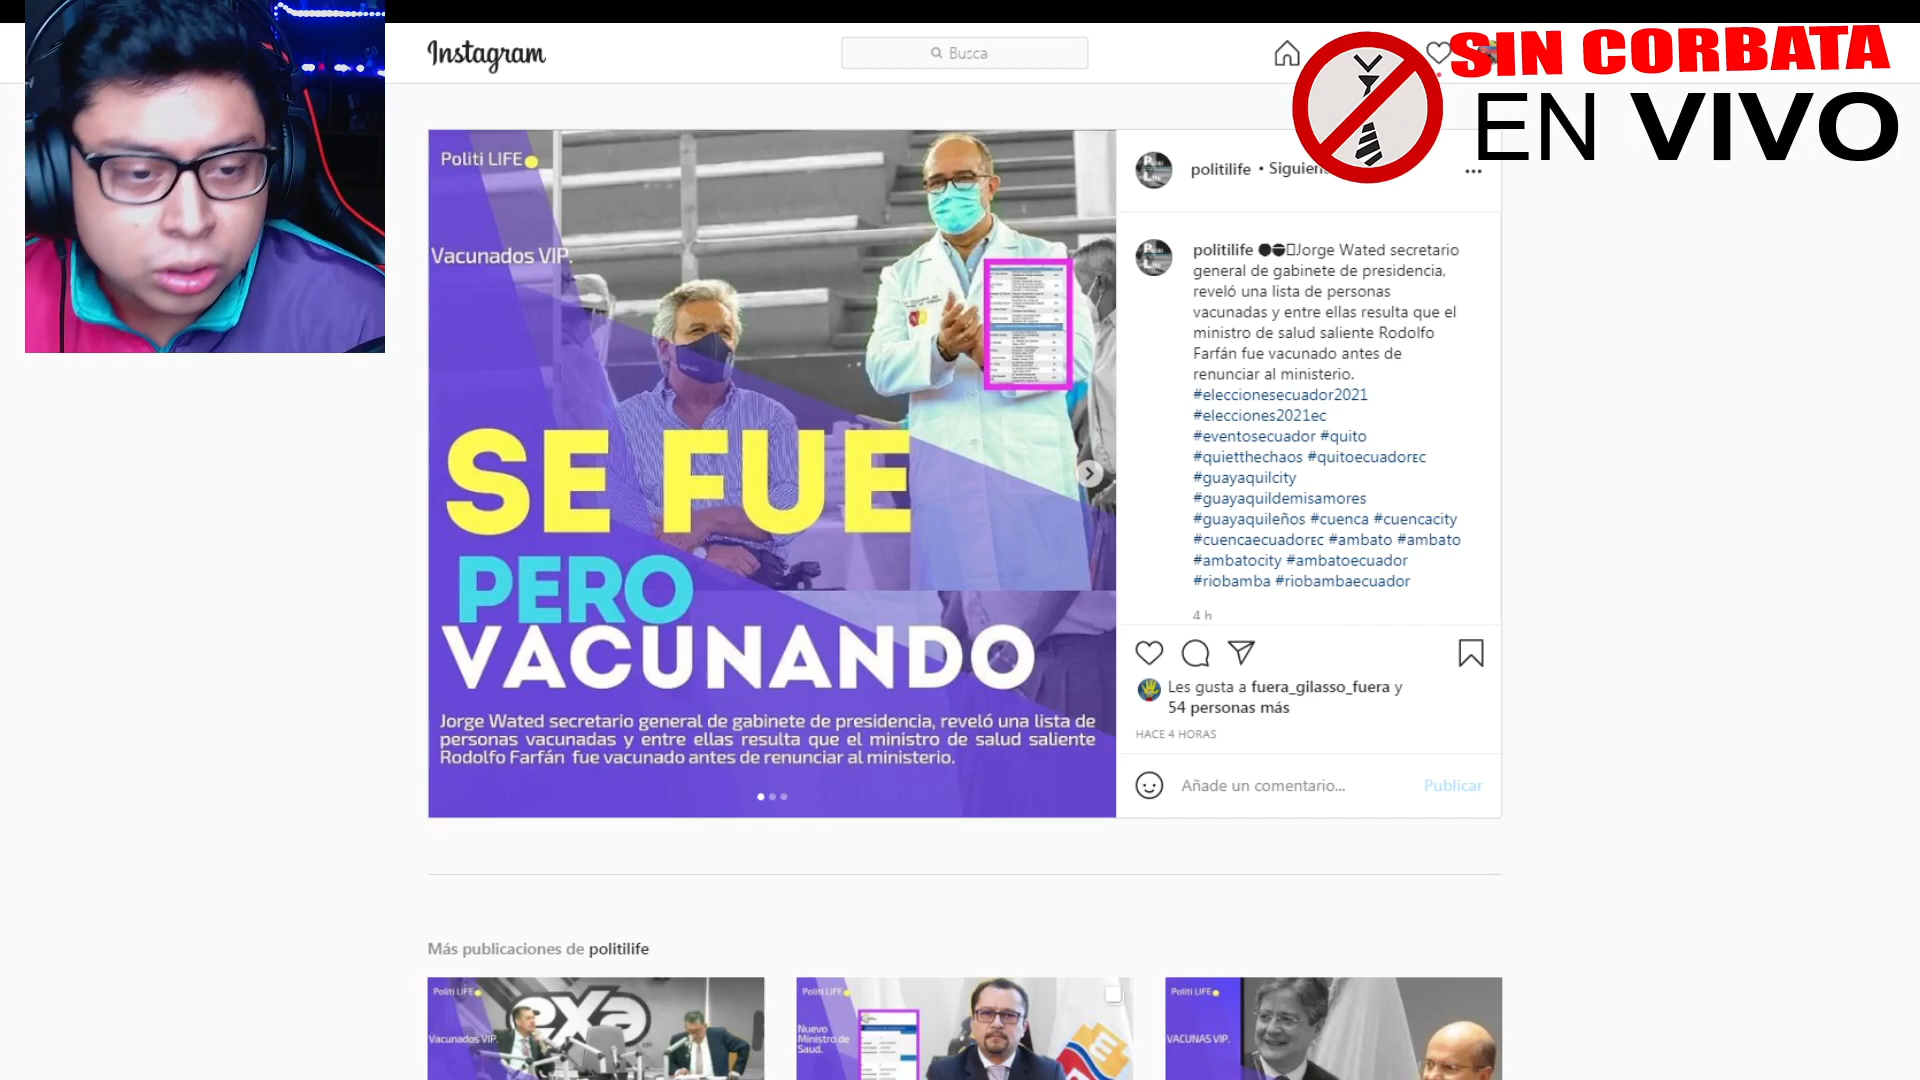 Instagram
Busca
SIN CORBATA
EN VIVO
Politi LIFE
Vacunados VIP.
SE FUE
PERO
VACUNANDO
Jorge Wated secretario general de gabinete de presidencia, reveló una lista de
personas vacunadas y entre ellas resulta que el ministro de salud saliente
Rodolfo Farfán fue vacunado antes de renunciar al ministerio.
politilife • Siguien
politilife Jorge Wated secretario
general de gabinete de presidencia,
reveló una lista de personas
vacunadas y entre ellas resulta que el
ministro de salud saliente Rodolfo
Farfán fue vacunado antes de
renunciar al ministerio.
#eleccionesecuador2021
#elecciones2021ec
#eventosecuador #quito
#quietthechaos #quitoecuadorᴇᴄ
#guayaquilcity
#guayaquildemisamores
#guayaquileños #cuenca #cuencacity
#cuencaecuadorᴇᴄ #ambato #ambato
#ambatocity #ambatoecuador
#riobamba #riobambaecuador
4 h
Les gusta a fuera_gilasso_fuera y
54 personas más
HACE 4 HORAS
Añade un comentario...
Publicar
Más publicaciones de politilife
Politi LIFE
exa
Vacunados VIP.
Politi LIFE
Nuevo
Ministro de
Saud.
Politi LIFE
VACUNAS VIP.